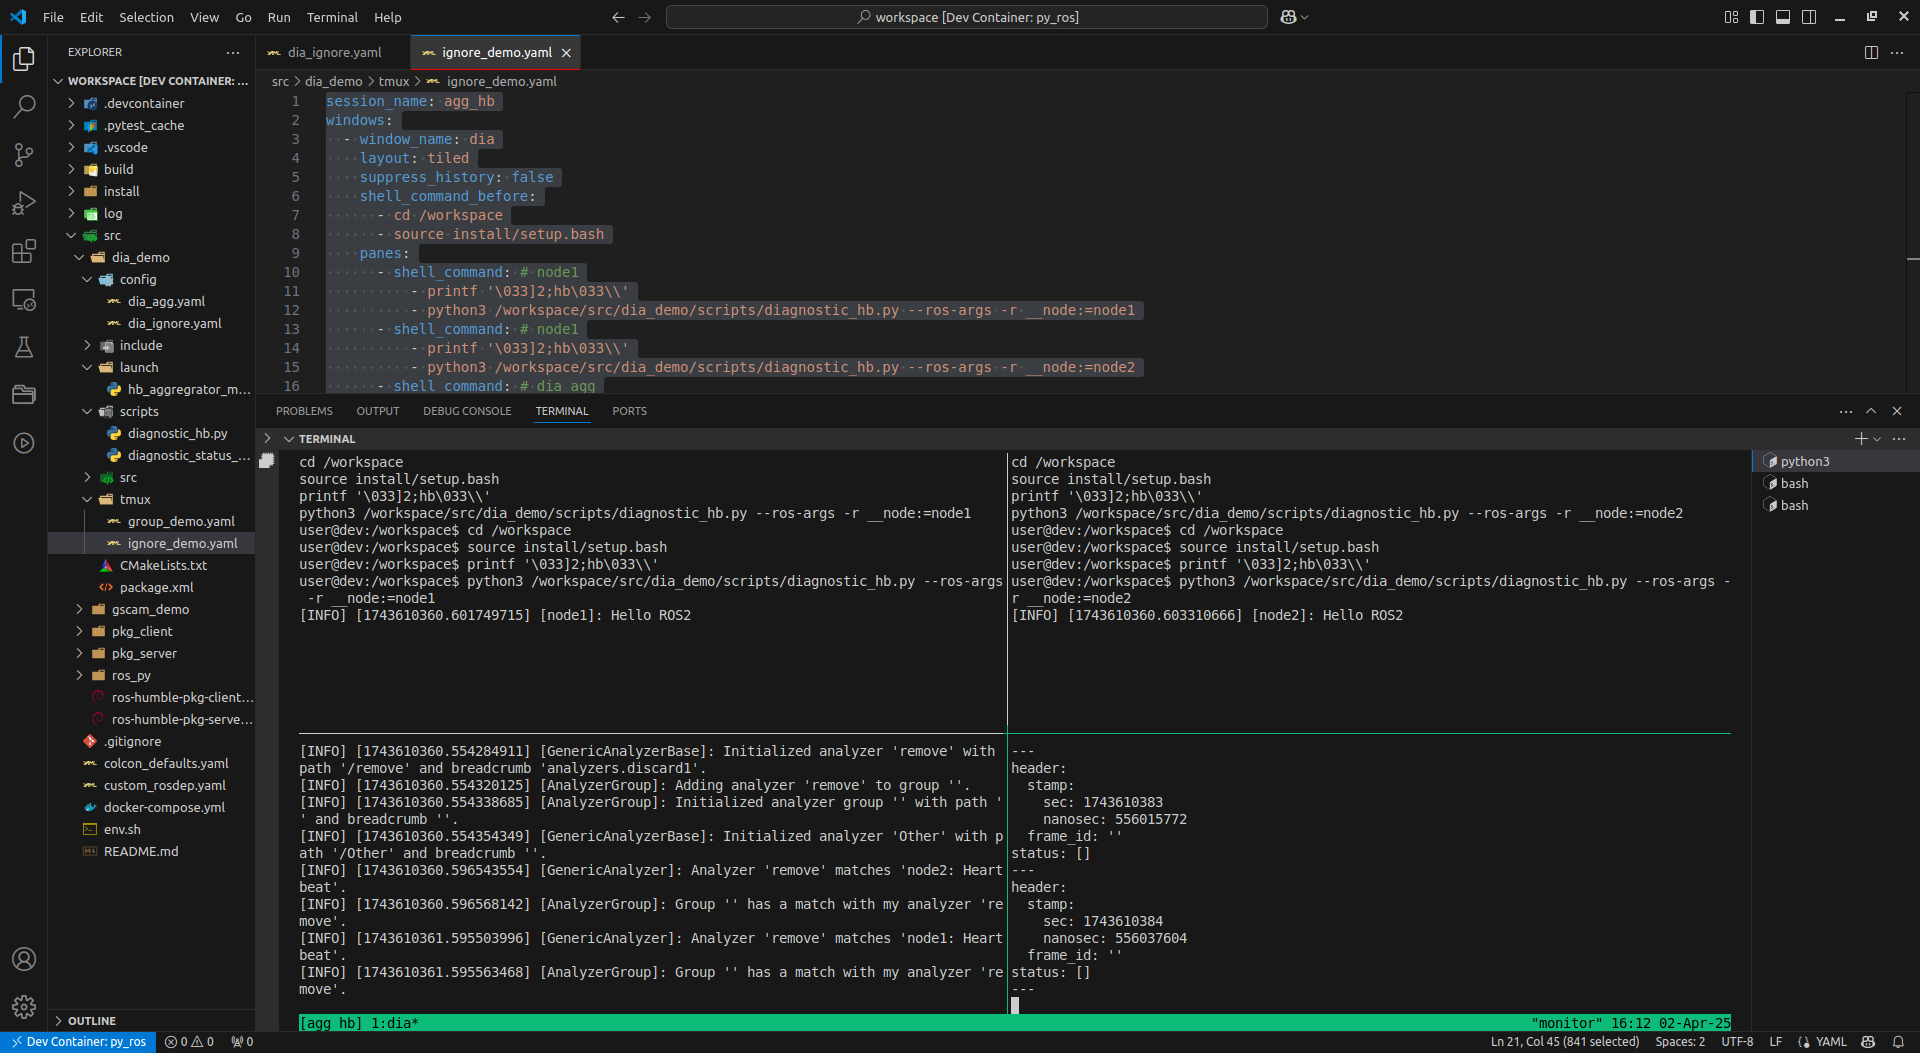 File Edit Selection View Go Run Terminal Help
workspace [Dev Container: py_ros]
EXPLORER
WORKSPACE [DEV CONTAINER: ...
.devcontainer
.pytest_cache
.vscode
build
install
log
src
dia_demo
config
dia_agg.yaml
dia_ignore.yaml
include
launch
hb_aggregrator_m...
scripts
diagnostic_hb.py
diagnostic_status_...
src
tmux
group_demo.yaml
ignore_demo.yaml
CMakeLists.txt
package.xml
gscam_demo
pkg_client
pkg_server
ros_py
ros-humble-pkg-client...
ros-humble-pkg-serve...
.gitignore
colcon_defaults.yaml
custom_rosdep.yaml
docker-compose.yml
env.sh
README.md
OUTLINE
dia_ignore.yaml
ignore_demo.yaml
src > dia_demo > tmux > ignore_demo.yaml
1 session_name: agg_hb
2 windows:
3 - window_name: dia
4 layout: tiled
5 suppress_history: false
6 shell_command_before:
7 - cd /workspace
8 - source install/setup.bash
9 panes:
10 - shell_command: # node1
11 - printf '\033]2;hb\033\\'
12 - python3 /workspace/src/dia_demo/scripts/diagnostic_hb.py --ros-args -r __node:=node1
13 - shell_command: # node1
14 - printf '\033]2;hb\033\\'
15 - python3 /workspace/src/dia_demo/scripts/diagnostic_hb.py --ros-args -r __node:=node2
16 - shell_command: # dia_agg
PROBLEMS OUTPUT DEBUG CONSOLE TERMINAL PORTS
TERMINAL
cd /workspace
source install/setup.bash
printf '\033]2;hb\033\\'
python3 /workspace/src/dia_demo/scripts/diagnostic_hb.py --ros-args -r __node:=node1
user@dev:/workspace$ cd /workspace
user@dev:/workspace$ source install/setup.bash
user@dev:/workspace$ printf '\033]2;hb\033\\'
user@dev:/workspace$ python3 /workspace/src/dia_demo/scripts/diagnostic_hb.py --ros-args
-r __node:=node1
[INFO] [1743610360.601749715] [node1]: Hello ROS2
cd /workspace
source install/setup.bash
printf '\033]2;hb\033\\'
python3 /workspace/src/dia_demo/scripts/diagnostic_hb.py --ros-args -r __node:=node2
user@dev:/workspace$ cd /workspace
user@dev:/workspace$ source install/setup.bash
user@dev:/workspace$ printf '\033]2;hb\033\\'
user@dev:/workspace$ python3 /workspace/src/dia_demo/scripts/diagnostic_hb.py --ros-args -
r __node:=node2
[INFO] [1743610360.603310666] [node2]: Hello ROS2
[INFO] [1743610360.554284911] [GenericAnalyzerBase]: Initialized analyzer 'remove' with
path '/remove' and breadcrumb 'analyzers.discard1'.
[INFO] [1743610360.554320125] [AnalyzerGroup]: Adding analyzer 'remove' to group ''.
[INFO] [1743610360.554338685] [AnalyzerGroup]: Initialized analyzer group '' with path '
' and breadcrumb ''.
[INFO] [1743610360.554354349] [GenericAnalyzerBase]: Initialized analyzer 'Other' with p
ath '/Other' and breadcrumb ''.
[INFO] [1743610360.596543554] [GenericAnalyzer]: Analyzer 'remove' matches 'node2: Heart
beat'.
[INFO] [1743610360.596568142] [AnalyzerGroup]: Group '' has a match with my analyzer 're
move'.
[INFO] [1743610361.595503996] [GenericAnalyzer]: Analyzer 'remove' matches 'node1: Heart
beat'.
[INFO] [1743610361.595563468] [AnalyzerGroup]: Group '' has a match with my analyzer 're
move'.
---
header:
stamp:
sec: 1743610383
nanosec: 556015772
frame_id: ''
status: []
---
header:
stamp:
sec: 1743610384
nanosec: 556037604
frame_id: ''
status: []
---
[agg hb] 1:dia*
"monitor" 16:12 02-Apr-25
python3
bash
bash
Dev Container: py_ros 0 0 0
Ln 21, Col 45 (841 selected) Spaces: 2 UTF-8 LF YAML